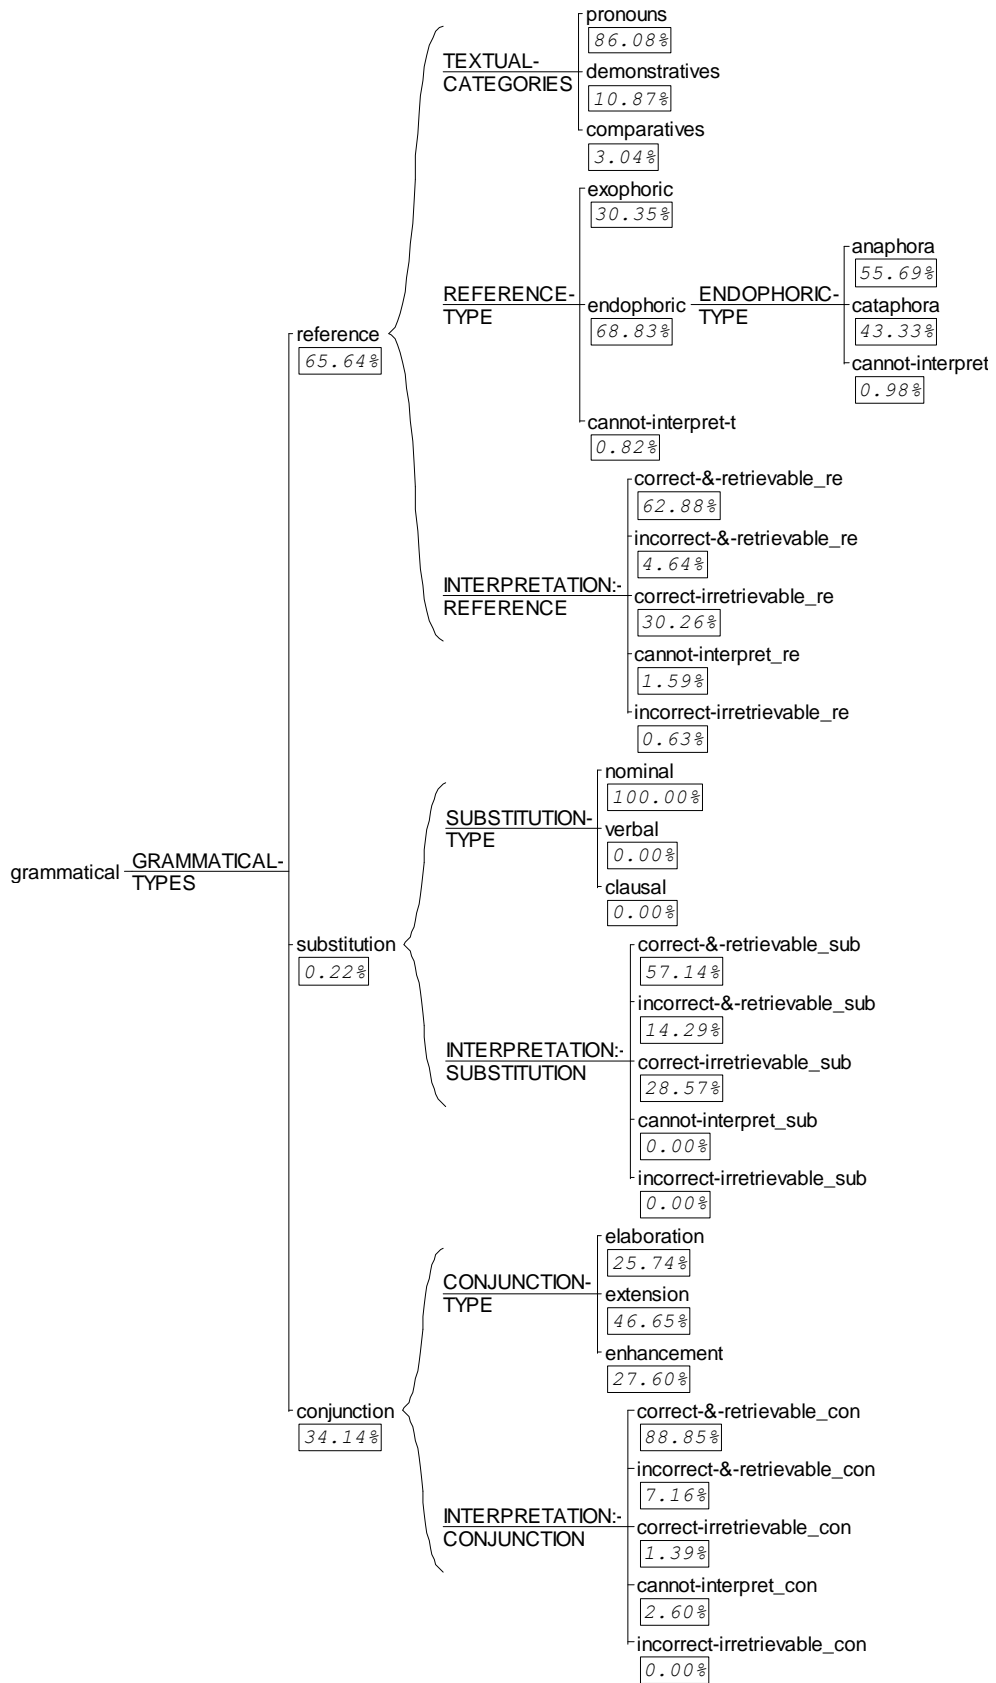 pronouns
86.08%
TEXTUAL-
CATEGORIES
demonstratives
10.87%
comparatives
3.04%
exophoric
30.35%
REFERENCE-
TYPE
endophoric
68.83%
ENDOPHORIC-
TYPE
anaphora
55.69%
cataphora
43.33%
cannot-interpret
0.98%
reference
65.64%
cannot-interpret-t
0.82%
correct-&-retrievable_re
62.88%
incorrect-&-retrievable_re
4.64%
INTERPRETATION:-
REFERENCE
correct-irretrievable_re
30.26%
cannot-interpret_re
1.59%
incorrect-irretrievable_re
0.63%
nominal
100.00%
SUBSTITUTION-
TYPE
verbal
0.00%
clausal
0.00%
grammatical
GRAMMATICAL-
TYPES
substitution
0.22%
correct-&-retrievable_sub
57.14%
incorrect-&-retrievable_sub
14.29%
INTERPRETATION:-
SUBSTITUTION
correct-irretrievable_sub
28.57%
cannot-interpret_sub
0.00%
incorrect-irretrievable_sub
0.00%
elaboration
25.74%
CONJUNCTION-
TYPE
extension
46.65%
enhancement
27.60%
conjunction
34.14%
correct-&-retrievable_con
88.85%
incorrect-&-retrievable_con
7.16%
INTERPRETATION:-
CONJUNCTION
correct-irretrievable_con
1.39%
cannot-interpret_con
2.60%
incorrect-irretrievable_con
0.00%